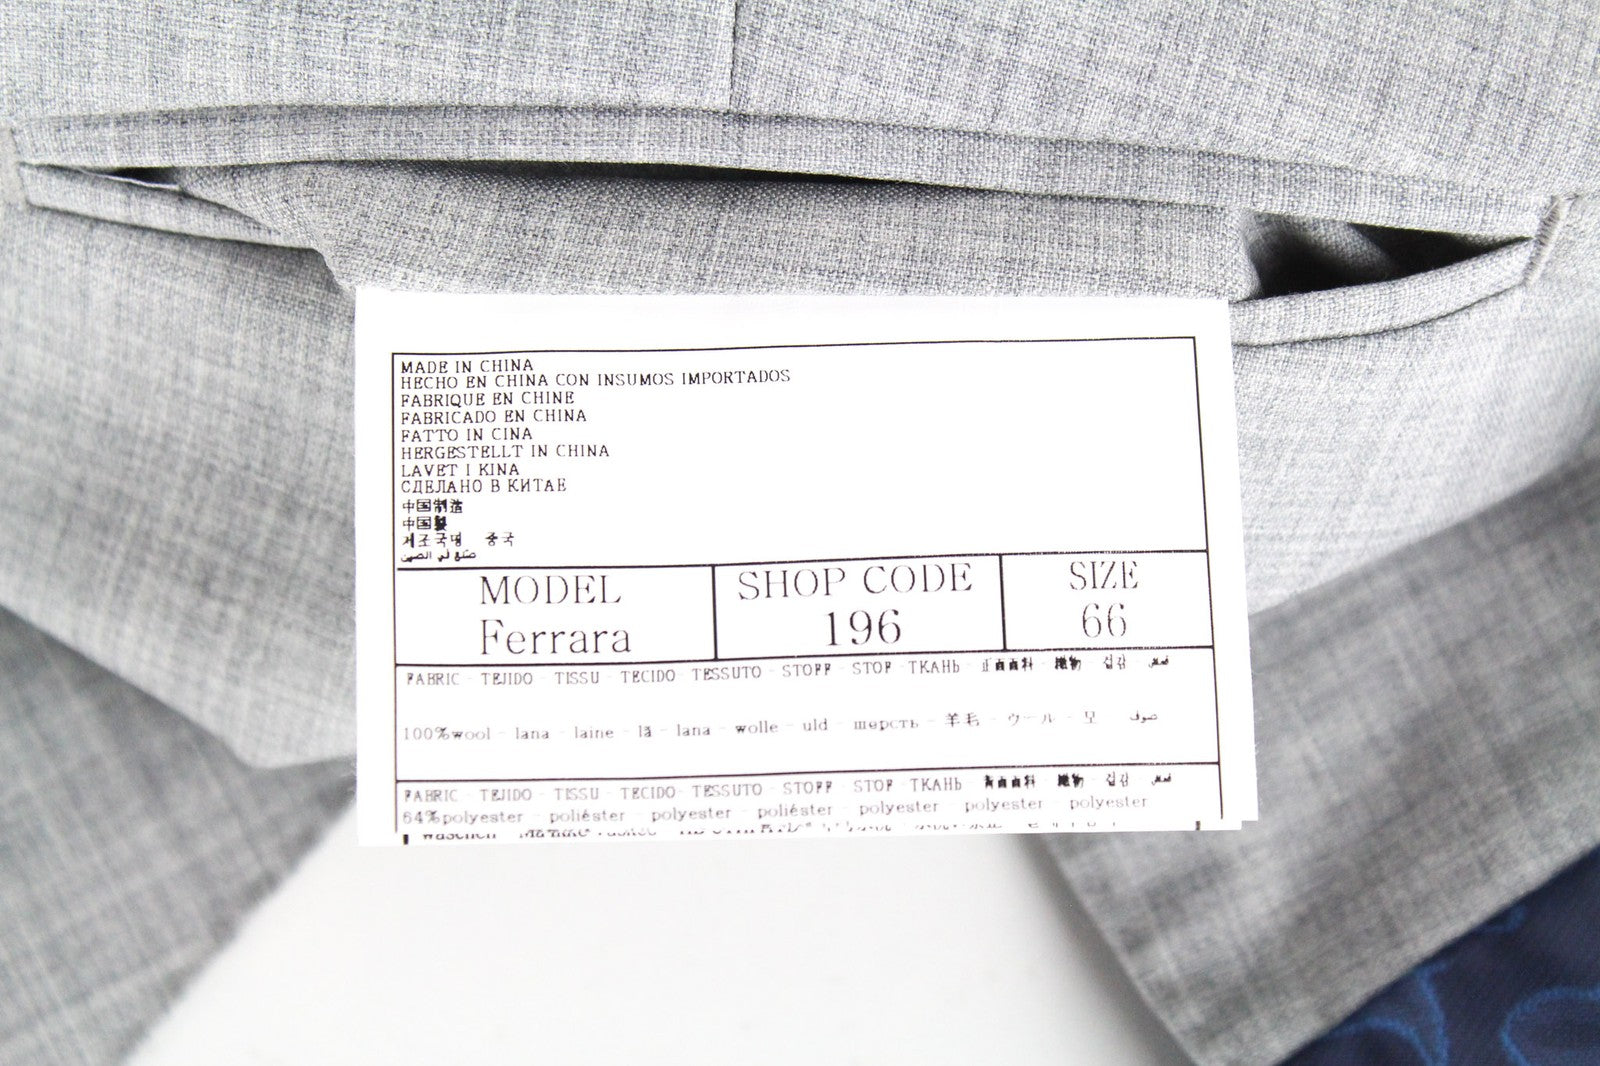 MADE IN CHINA
HECHO EN CHINA CON INSUMOS IMPORTADOS
FABRIQUE EN CHINE
FABRICADO EN CHINA
FATTO IN CINA
HERGESTELLT IN CHINA
LAVET I KINA
СДЕЛАНО В КИТАЕ
中国制造
中国製
제조국명 중국
صنع في الصين
MODEL SHOP CODE SIZE
Ferrara 196 66
FABRIC - TEJIDO - TISSU - TECIDO - TESSUTO - STOFF - STOF - ТКАНЬ
100%wool - lana - laine - lã - lana - wolle - uld - шерсть - 羊毛 - ウール - 모 صوف
FABRIC - TEJIDO - TISSU - TECIDO - TESSUTO - STOFF - STOF - ТКАНЬ
64%polyester - poliéster - polyester - poliéster - polyester - polyester - polyester
waschen